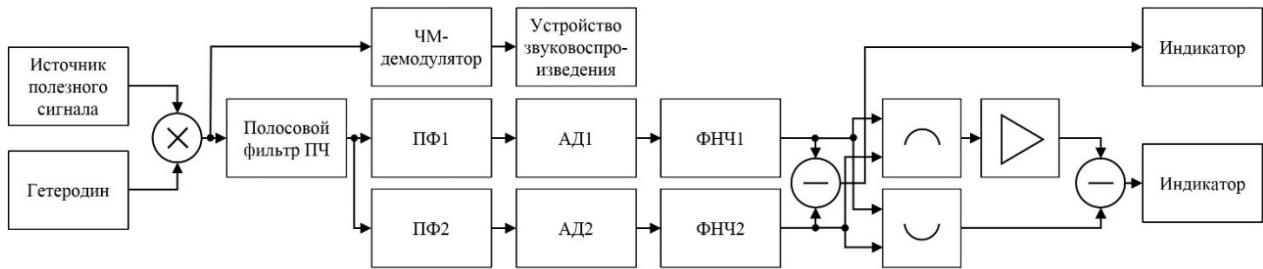 Источник
полезного
сигнала
Гетеродин
ЧМ-
демодулятор
Устройство
звуковоспро-
изведения
Полосовой
фильтр ПЧ
ПФ1
АД1
ФНЧ1
ПФ2
АД2
ФНЧ2
Индикатор
Индикатор